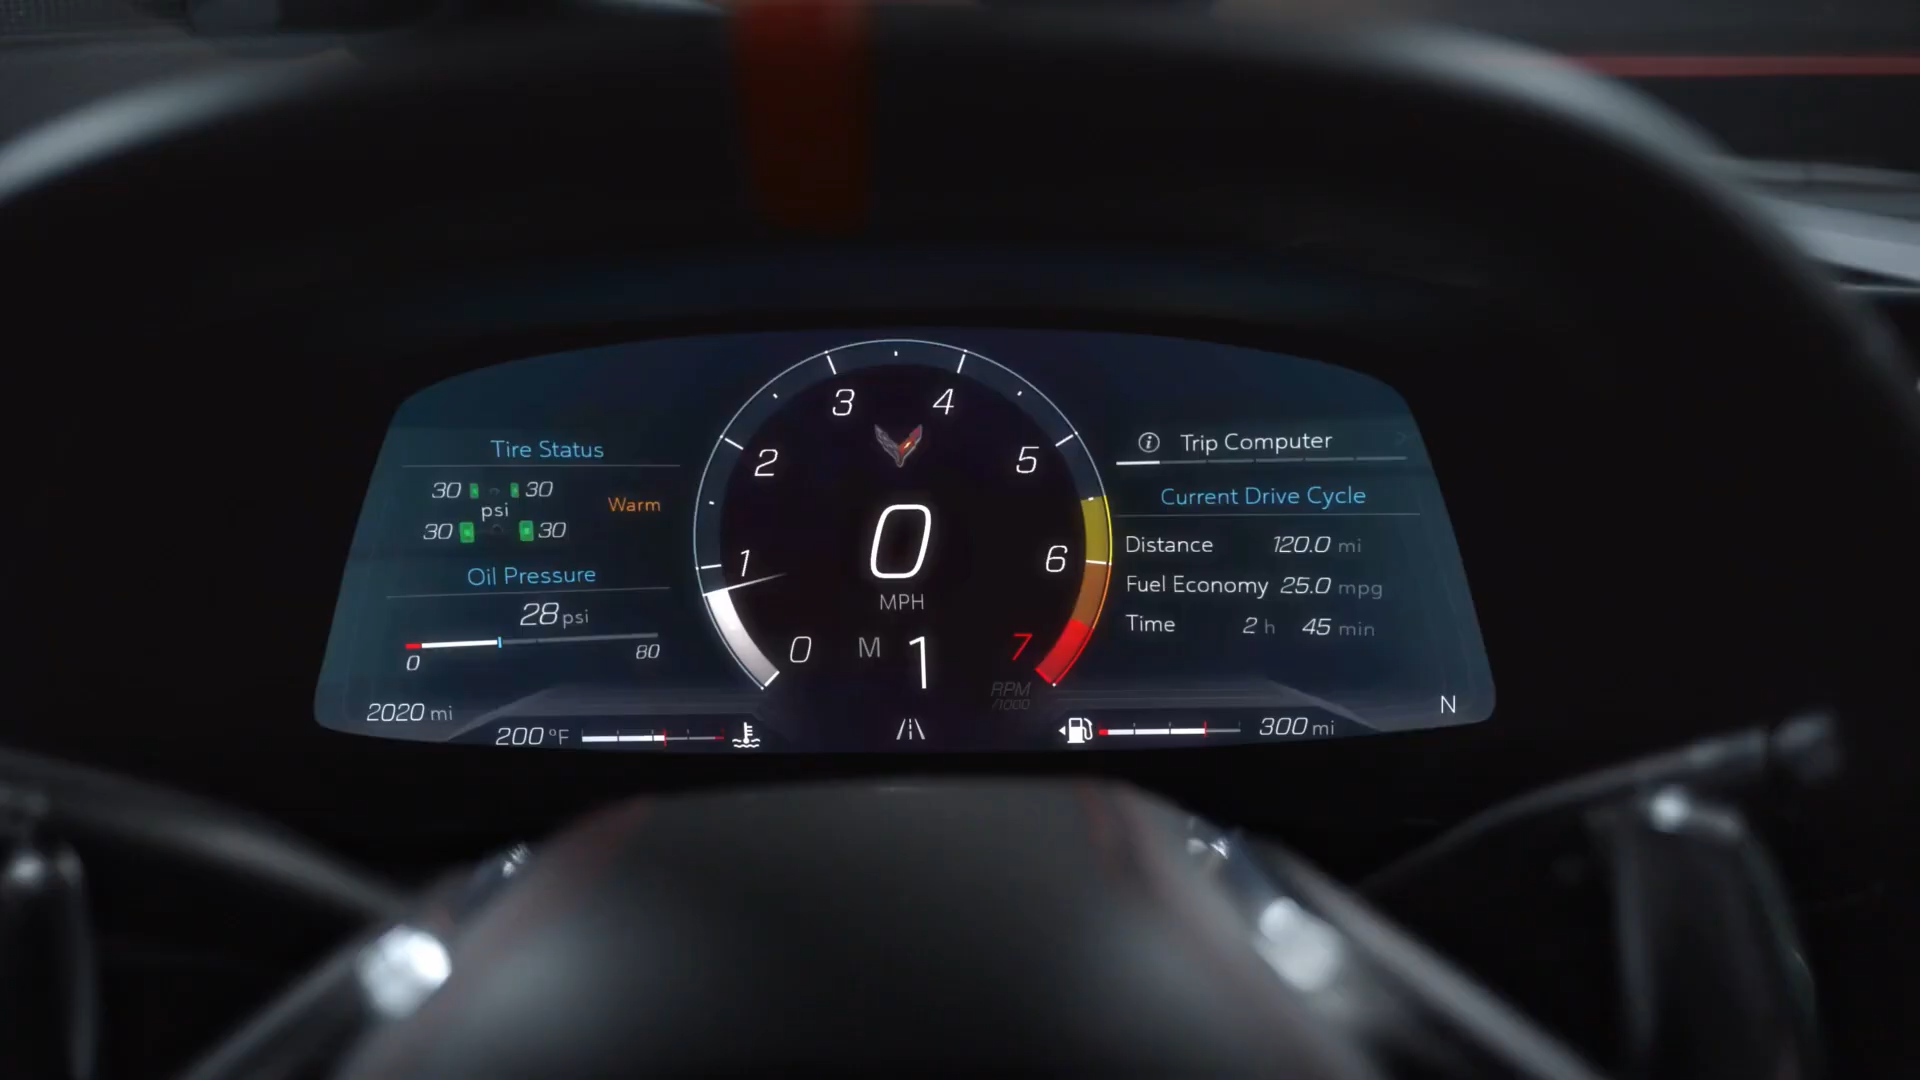 Tire Status
30 30
psi
30 30
Warm
Oil Pressure
28 psi
0 80
2020 mi
200 °F
0 1 2 3 4 5 6 7
0
MPH
M 1
RPM
/1000
Trip Computer
Current Drive Cycle
Distance 120.0 mi
Fuel Economy 25.0 mpg
Time 2 h 45 min
N
300 mi